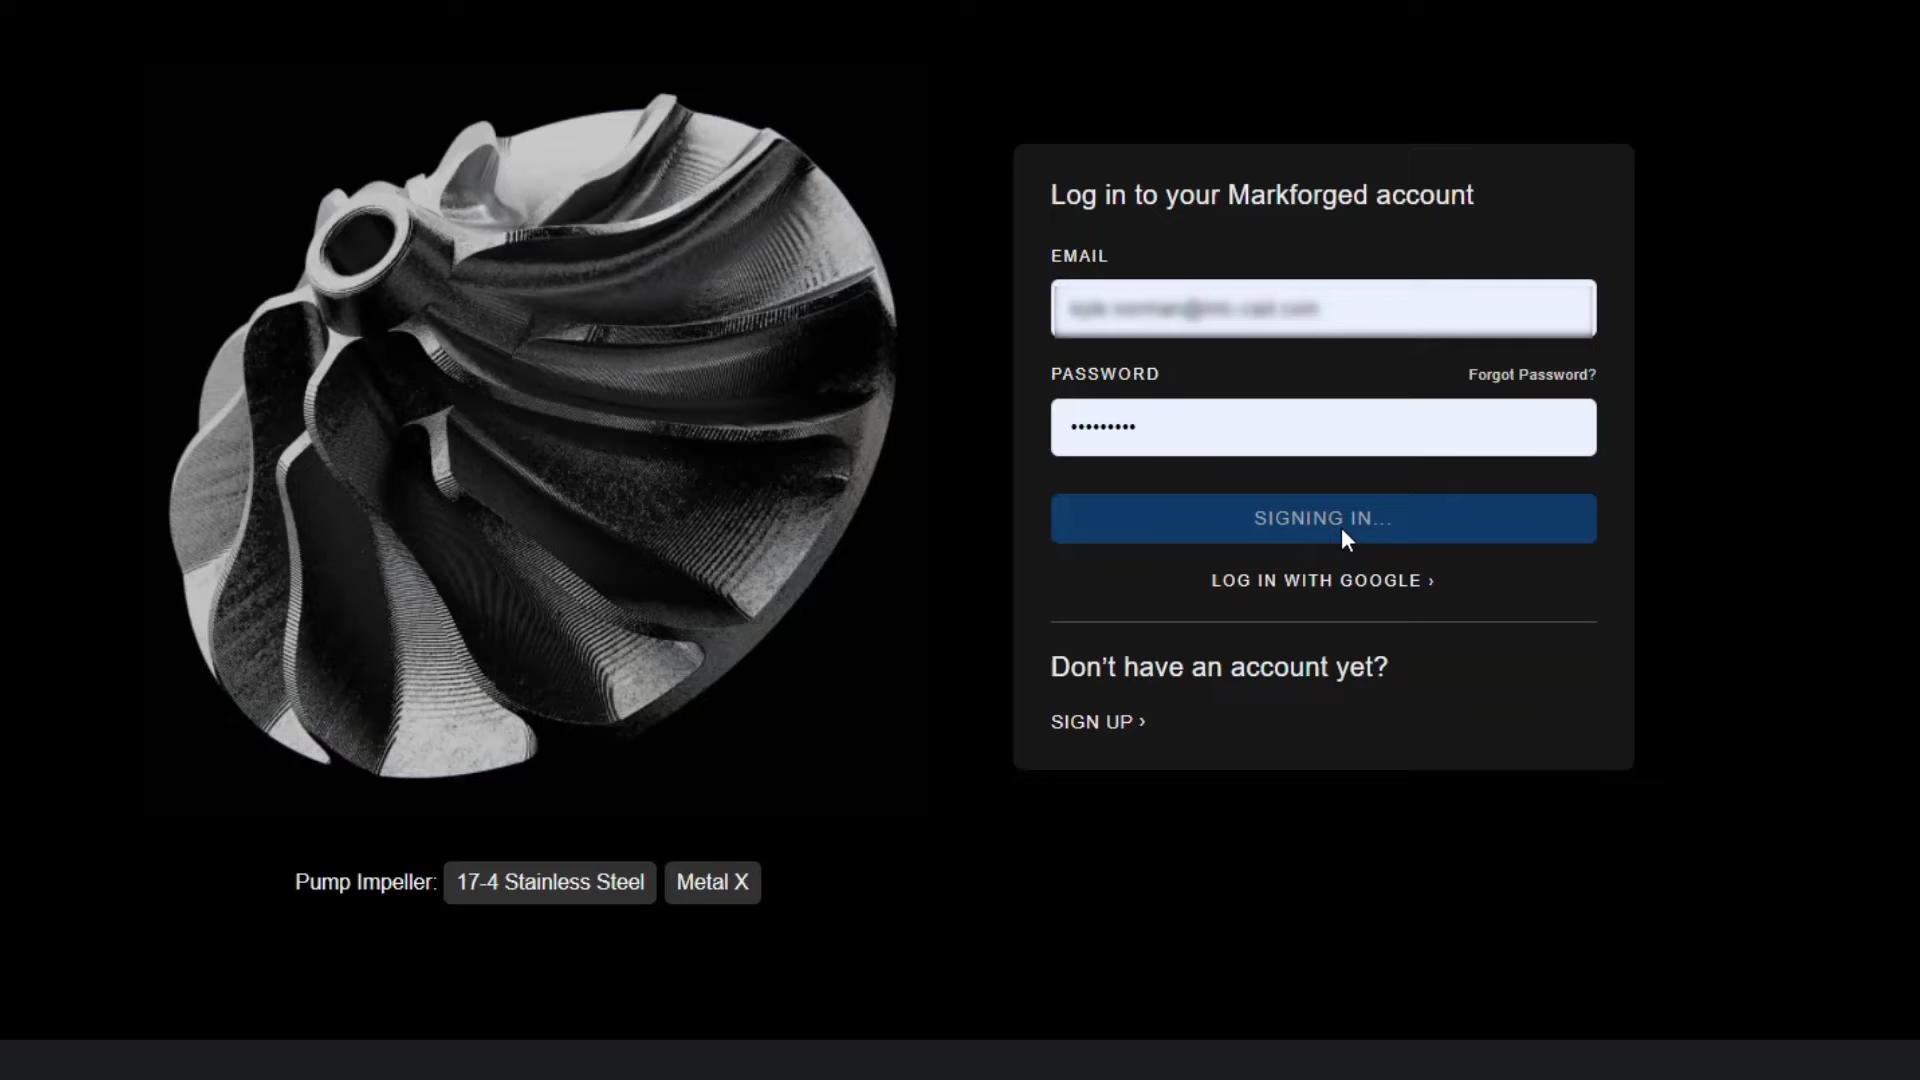 Log in to your Markforged account
EMAIL
PASSWORD
Forgot Password?
•••••••••
SIGNING IN...
LOG IN WITH GOOGLE ›
Don't have an account yet?
SIGN UP ›
Pump Impeller: 17-4 Stainless Steel Metal X